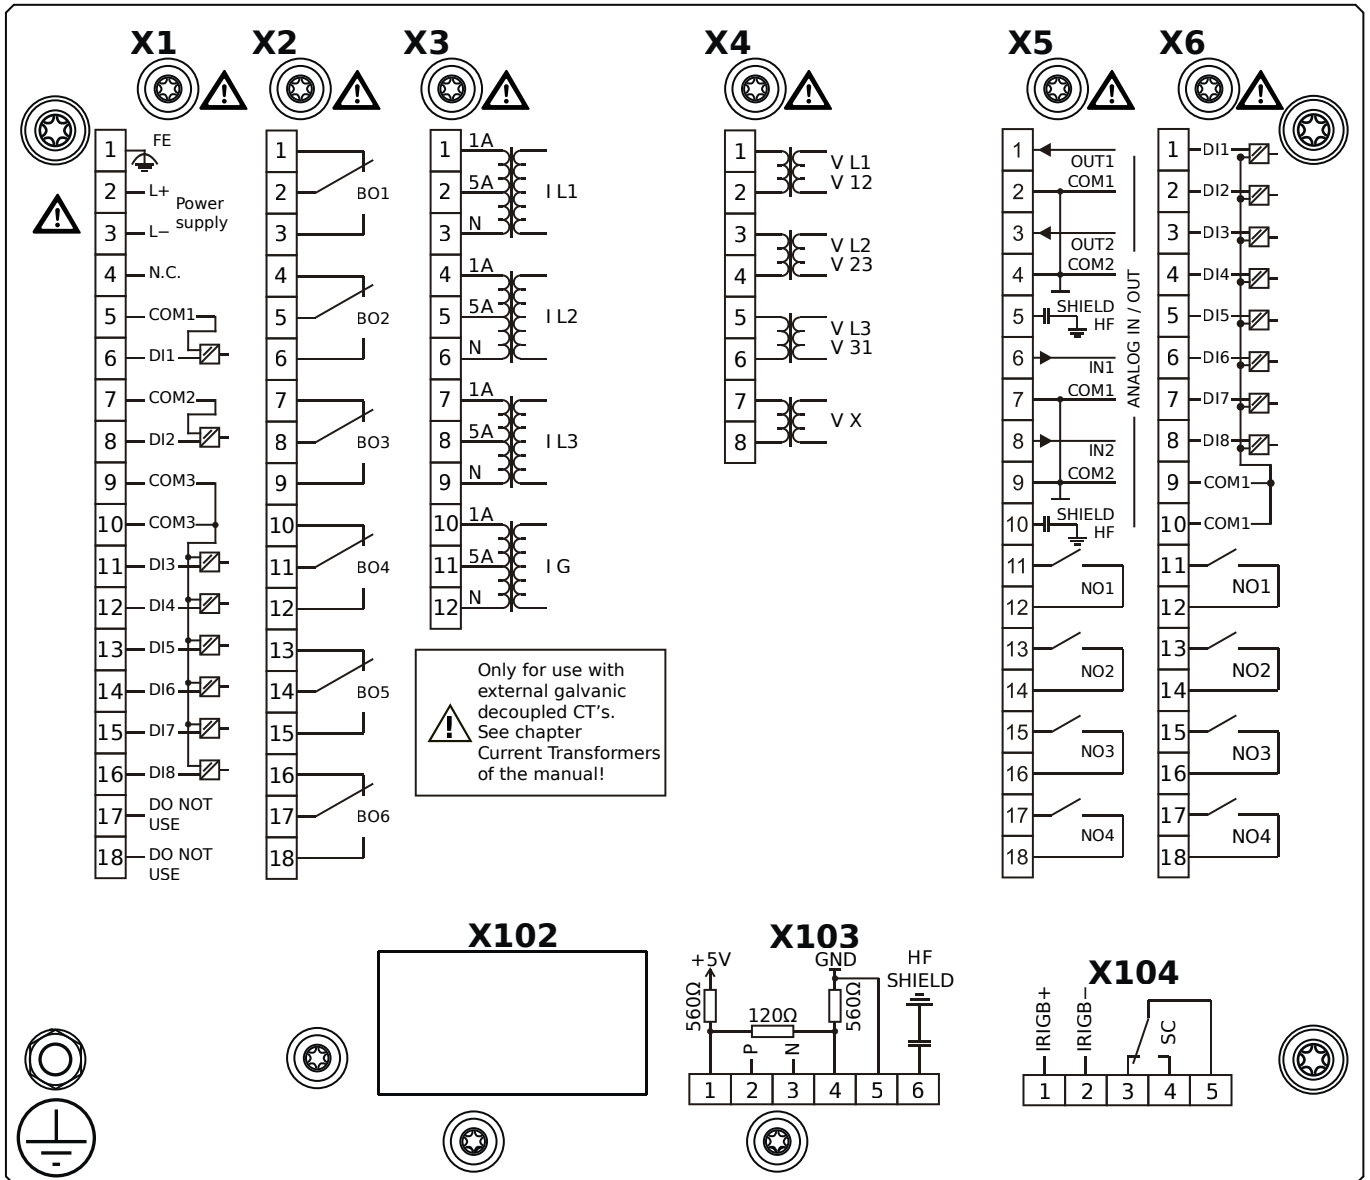 X1
X2
X3
X4
X5
X6
1 FE
2 L+
Power
supply
3 L−
4 N.C.
5 COM1
6 DI1
7 COM2
8 DI2
9 COM3
10 COM3
11 DI3
12 DI4
13 DI5
14 DI6
15 DI7
16 DI8
17 DO NOT
USE
18 DO NOT
USE
1
2 BO1
3
4
5 BO2
6
7
8 BO3
9
10
11 BO4
12
13
14 BO5
15
16
17 BO6
18
1 1A
2 5A I L1
3 N
4 1A
5 5A I L2
6 N
7 1A
8 5A I L3
9 N
10 1A
11 5A I G
12 N
Only for use with
external galvanic
decoupled CT's.
See chapter
Current Transformers
of the manual!
1 V L1
2 V 12
3 V L2
4 V 23
5 V L3
6 V 31
7 V X
8
1 OUT1
2 COM1
3 OUT2
4 COM2
5 SHIELD
HF
6 IN1
7 COM1
8 IN2
9 COM2
10 SHIELD
HF
ANALOG IN / OUT
11
NO1
12
13
NO2
14
15
NO3
16
17
NO4
18
1 DI1
2 DI2
3 DI3
4 DI4
5 DI5
6 DI6
7 DI7
8 DI8
9 COM1
10 COM1
11
NO1
12
13
NO2
14
15
NO3
16
17
NO4
18
X102
X103
+5V
GND
HF
SHIELD
560Ω
120Ω
560Ω
P
N
1 2 3 4 5 6
X104
IRIGB+
IRIGB−
SC
1 2 3 4 5